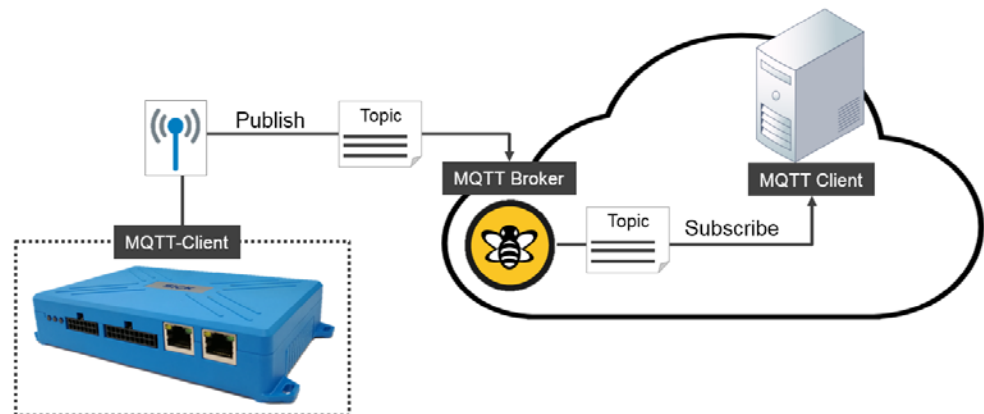 Publish
Topic
MQTT Broker
MQTT Client
MQTT-Client
Topic
Subscribe